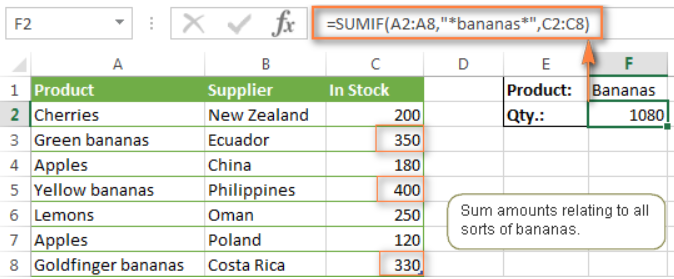 F2 fx =SUMIF(A2:A8,"*bananas*",C2:C8)
A B C D E F
1 Product Supplier In Stock Product: Bananas
2 Cherries New Zealand 200 Qty.: 1080
3 Green bananas Ecuador 350
4 Apples China 180
5 Yellow bananas Philippines 400
6 Lemons Oman 250
7 Apples Poland 120
8 Goldfinger bananas Costa Rica 330
Sum amounts relating to all
sorts of bananas.